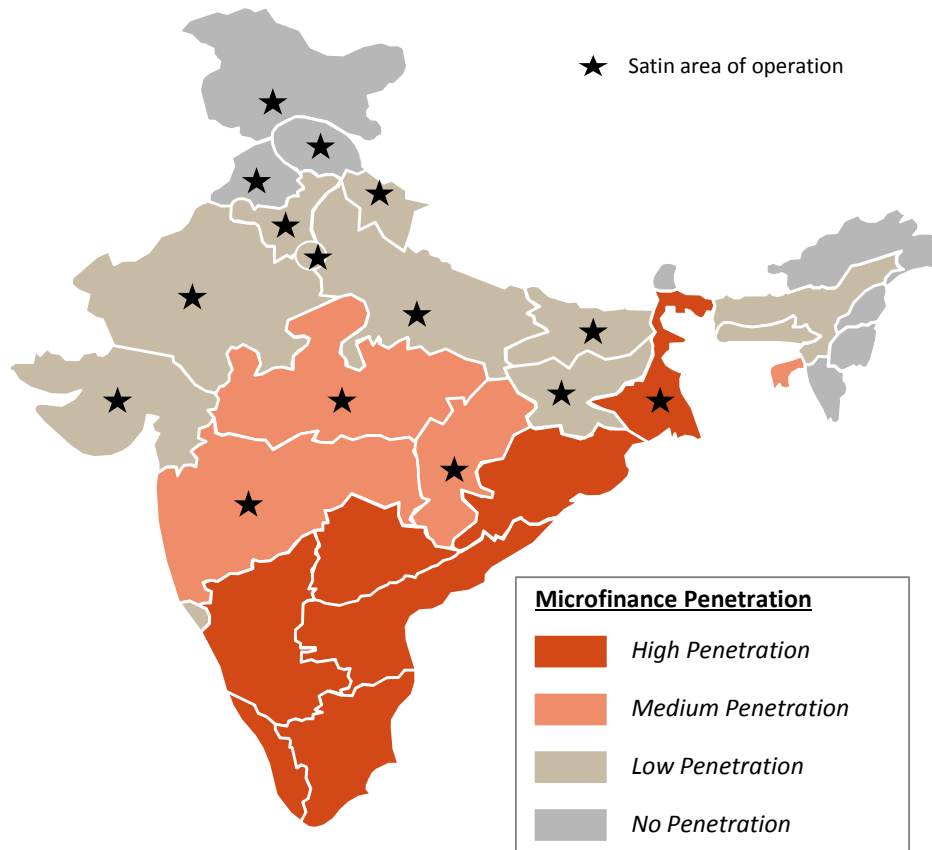 Satin area of operation
Microfinance Penetration
High Penetration
Medium Penetration
Low Penetration
No Penetration